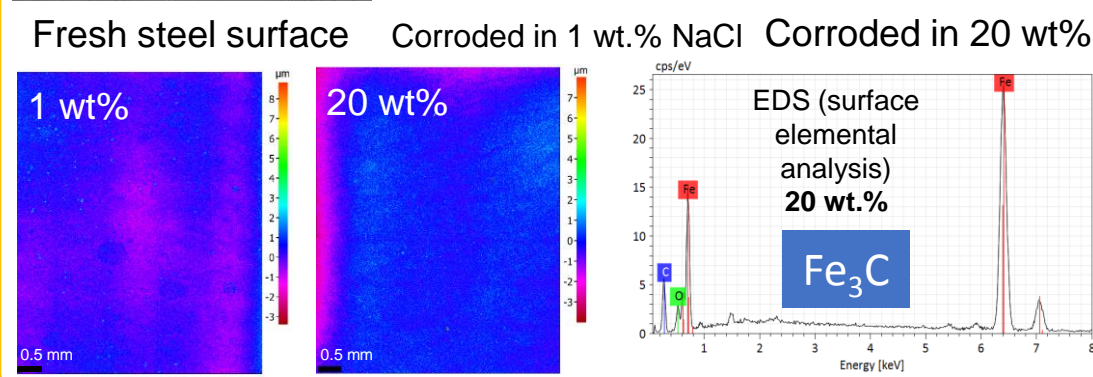 Fresh steel surface
Corroded in 1 wt.% NaCl
Corroded in 20 wt%
1 wt%
µm
8
7
6
5
4
3
2
1
0
-1
-2
-3
0.5 mm
20 wt%
µm
7
6
5
4
3
2
1
0
-1
-2
-3
0.5 mm
cps/eV
25
20
15
10
5
0
EDS (surface
elemental
analysis)
20 wt.%
Fe₃C
Fe
Fe
C
O
1
2
3
4
5
6
7
8
Energy [keV]